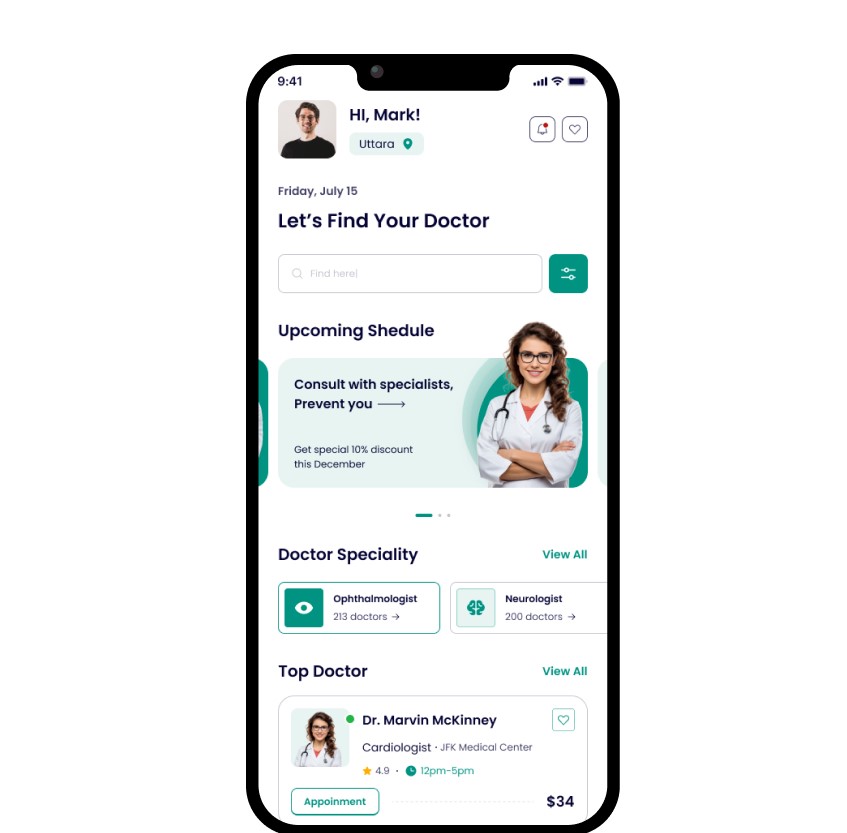 9:41
HI, Mark!
Uttara
Friday, July 15
Let's Find Your Doctor
Find here|
Upcoming Shedule
Consult with specialists,
Prevent you
Get special 10% discount
this December
Doctor Speciality
View All
Ophthalmologist
213 doctors →
Neurologist
200 doctors →
Top Doctor
View All
Dr. Marvin McKinney
Cardiologist · JFK Medical Center
4.9 · 12pm-5pm
Appoinment
$34